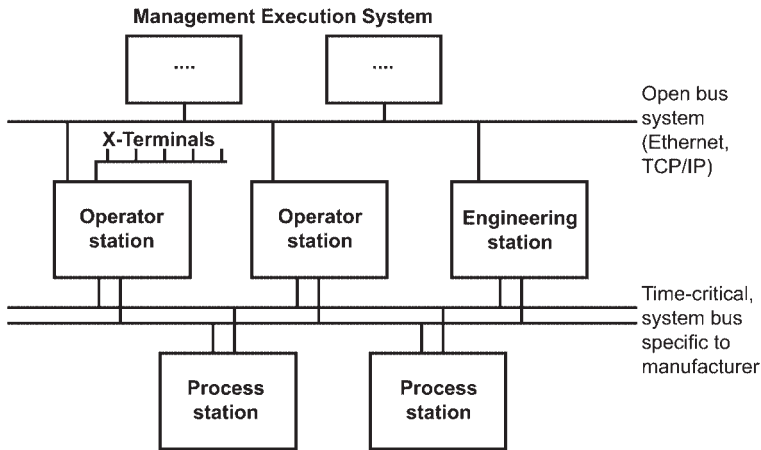 Management Execution System
....
....
Open bus
system
(Ethernet,
TCP/IP)
X-Terminals
Operator
station
Operator
station
Engineering
station
Time-critical,
system bus
specific to
manufacturer
Process
station
Process
station